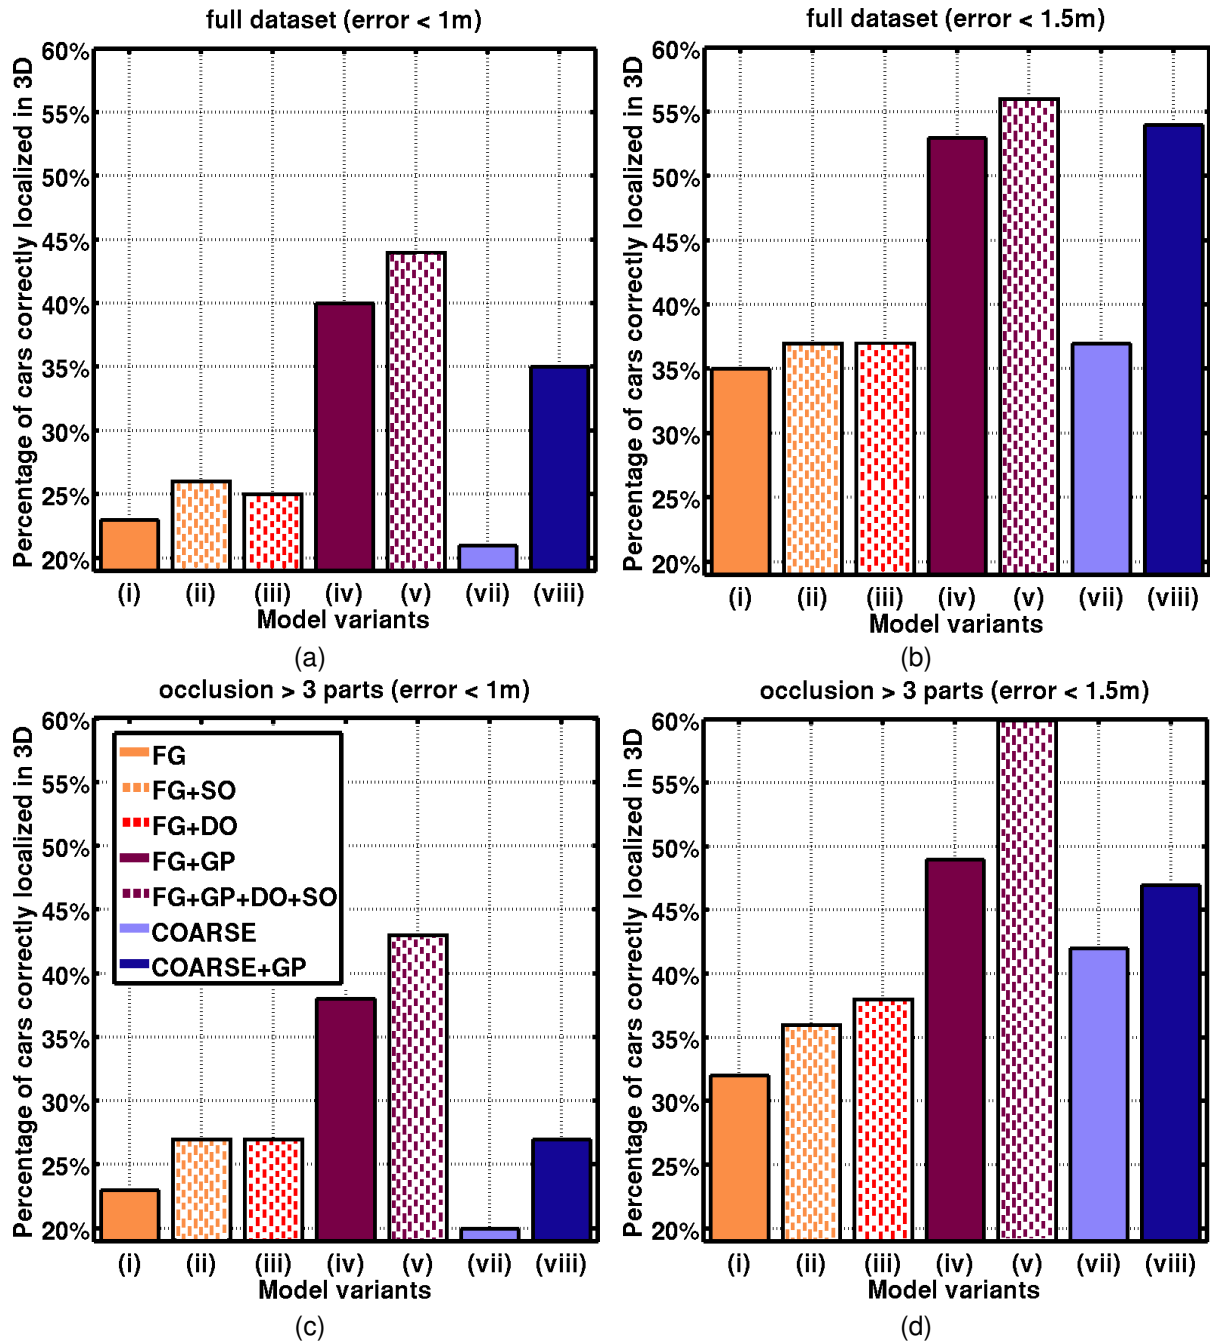 full dataset (error < 1m)
Percentage of cars correctly localized in 3D
60%
55%
50%
45%
40%
35%
30%
25%
20%
(i) (ii) (iii) (iv) (v) (vii) (viii)
Model variants
(a)
full dataset (error < 1.5m)
Percentage of cars correctly localized in 3D
60%
55%
50%
45%
40%
35%
30%
25%
20%
(i) (ii) (iii) (iv) (v) (vii) (viii)
Model variants
(b)
occlusion > 3 parts (error < 1m)
Percentage of cars correctly localized in 3D
60%
55%
50%
45%
40%
35%
30%
25%
20%
FG
FG+SO
FG+DO
FG+GP
FG+GP+DO+SO
COARSE
COARSE+GP
(i) (ii) (iii) (iv) (v) (vii) (viii)
Model variants
(c)
occlusion > 3 parts (error < 1.5m)
Percentage of cars correctly localized in 3D
60%
55%
50%
45%
40%
35%
30%
25%
20%
(i) (ii) (iii) (iv) (v) (vii) (viii)
Model variants
(d)